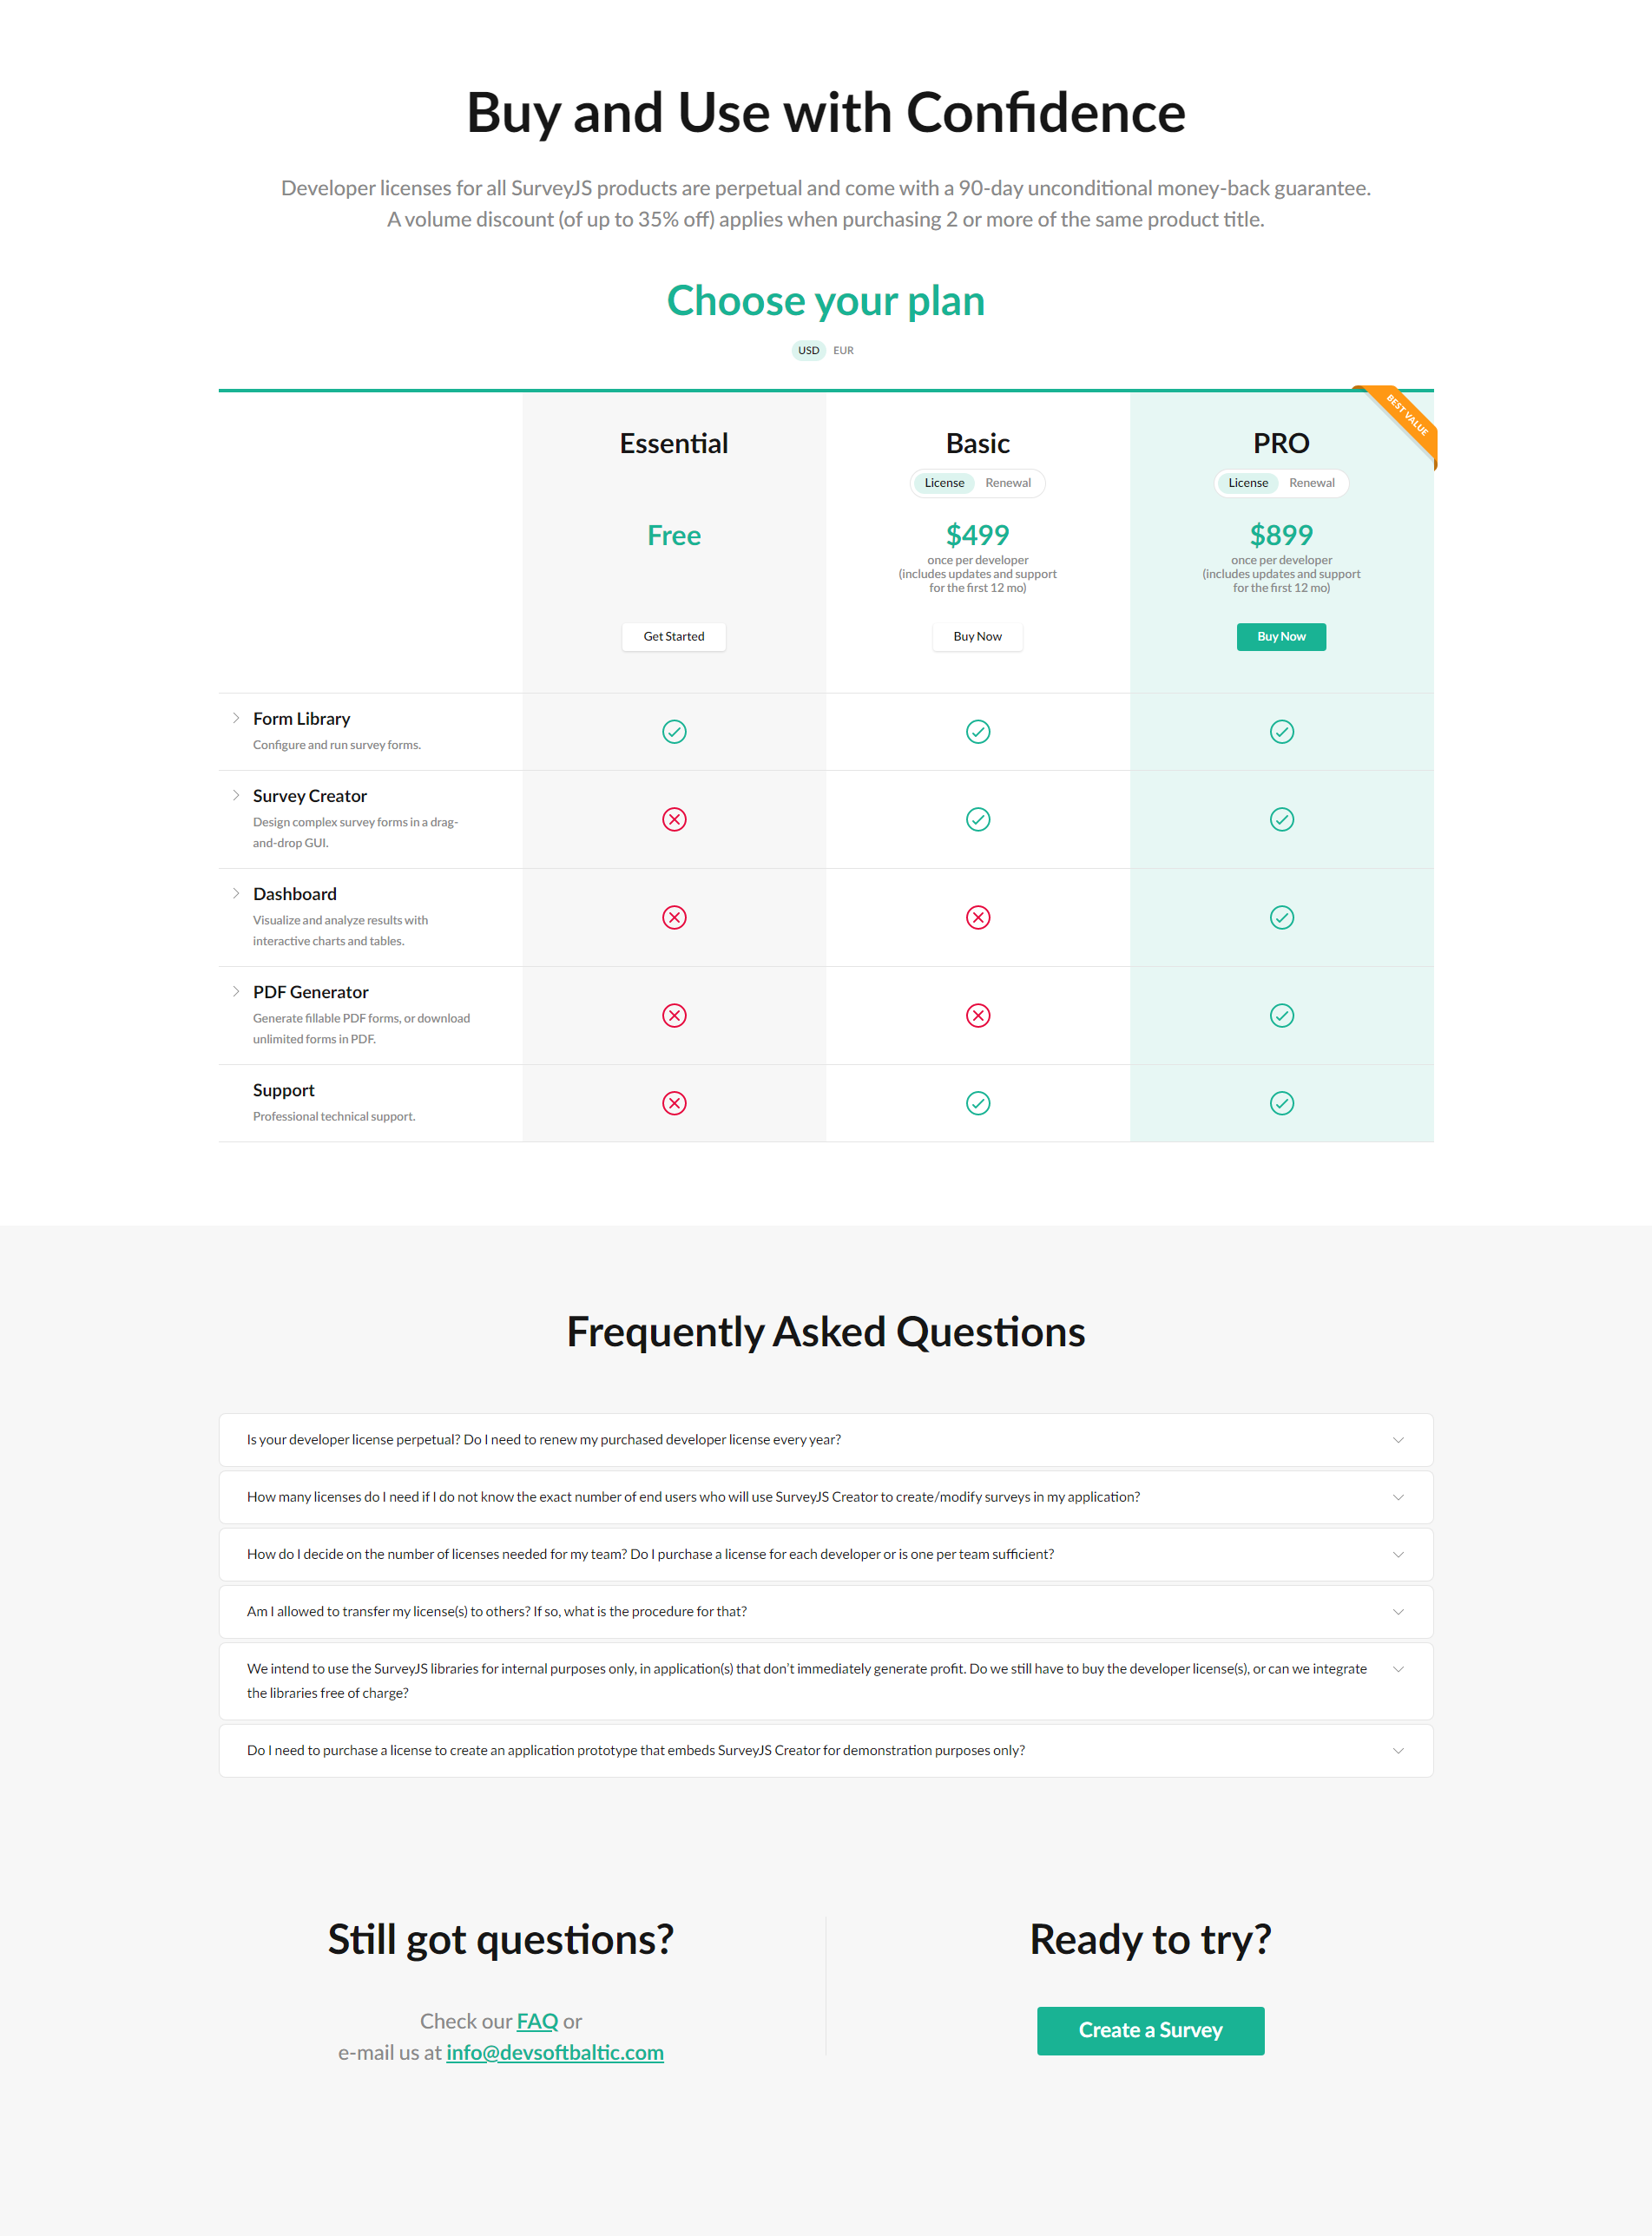 Buy and Use with Confidence
Developer licenses for all SurveyJS products are perpetual and come with a 90-day unconditional money-back guarantee.
A volume discount (of up to 35% off) applies when purchasing 2 or more of the same product title.
Choose your plan
USD EUR
BEST VALUE
Essential
Free
Get Started
Basic
License Renewal
$499
once per developer
(includes updates and support
for the first 12 mo)
Buy Now
PRO
License Renewal
$899
once per developer
(includes updates and support
for the first 12 mo)
Buy Now
Form Library
Configure and run survey forms.
Survey Creator
Design complex survey forms in a drag-
and-drop GUI.
Dashboard
Visualize and analyze results with
interactive charts and tables.
PDF Generator
Generate fillable PDF forms, or download
unlimited forms in PDF.
Support
Professional technical support.
Frequently Asked Questions
Is your developer license perpetual? Do I need to renew my purchased developer license every year?
How many licenses do I need if I do not know the exact number of end users who will use SurveyJS Creator to create/modify surveys in my application?
How do I decide on the number of licenses needed for my team? Do I purchase a license for each developer or is one per team sufficient?
Am I allowed to transfer my license(s) to others? If so, what is the procedure for that?
We intend to use the SurveyJS libraries for internal purposes only, in application(s) that don’t immediately generate profit. Do we still have to buy the developer license(s), or can we integrate
the libraries free of charge?
Do I need to purchase a license to create an application prototype that embeds SurveyJS Creator for demonstration purposes only?
Still got questions?
Check our FAQ or
e-mail us at info@devsoftbaltic.com
Ready to try?
Create a Survey